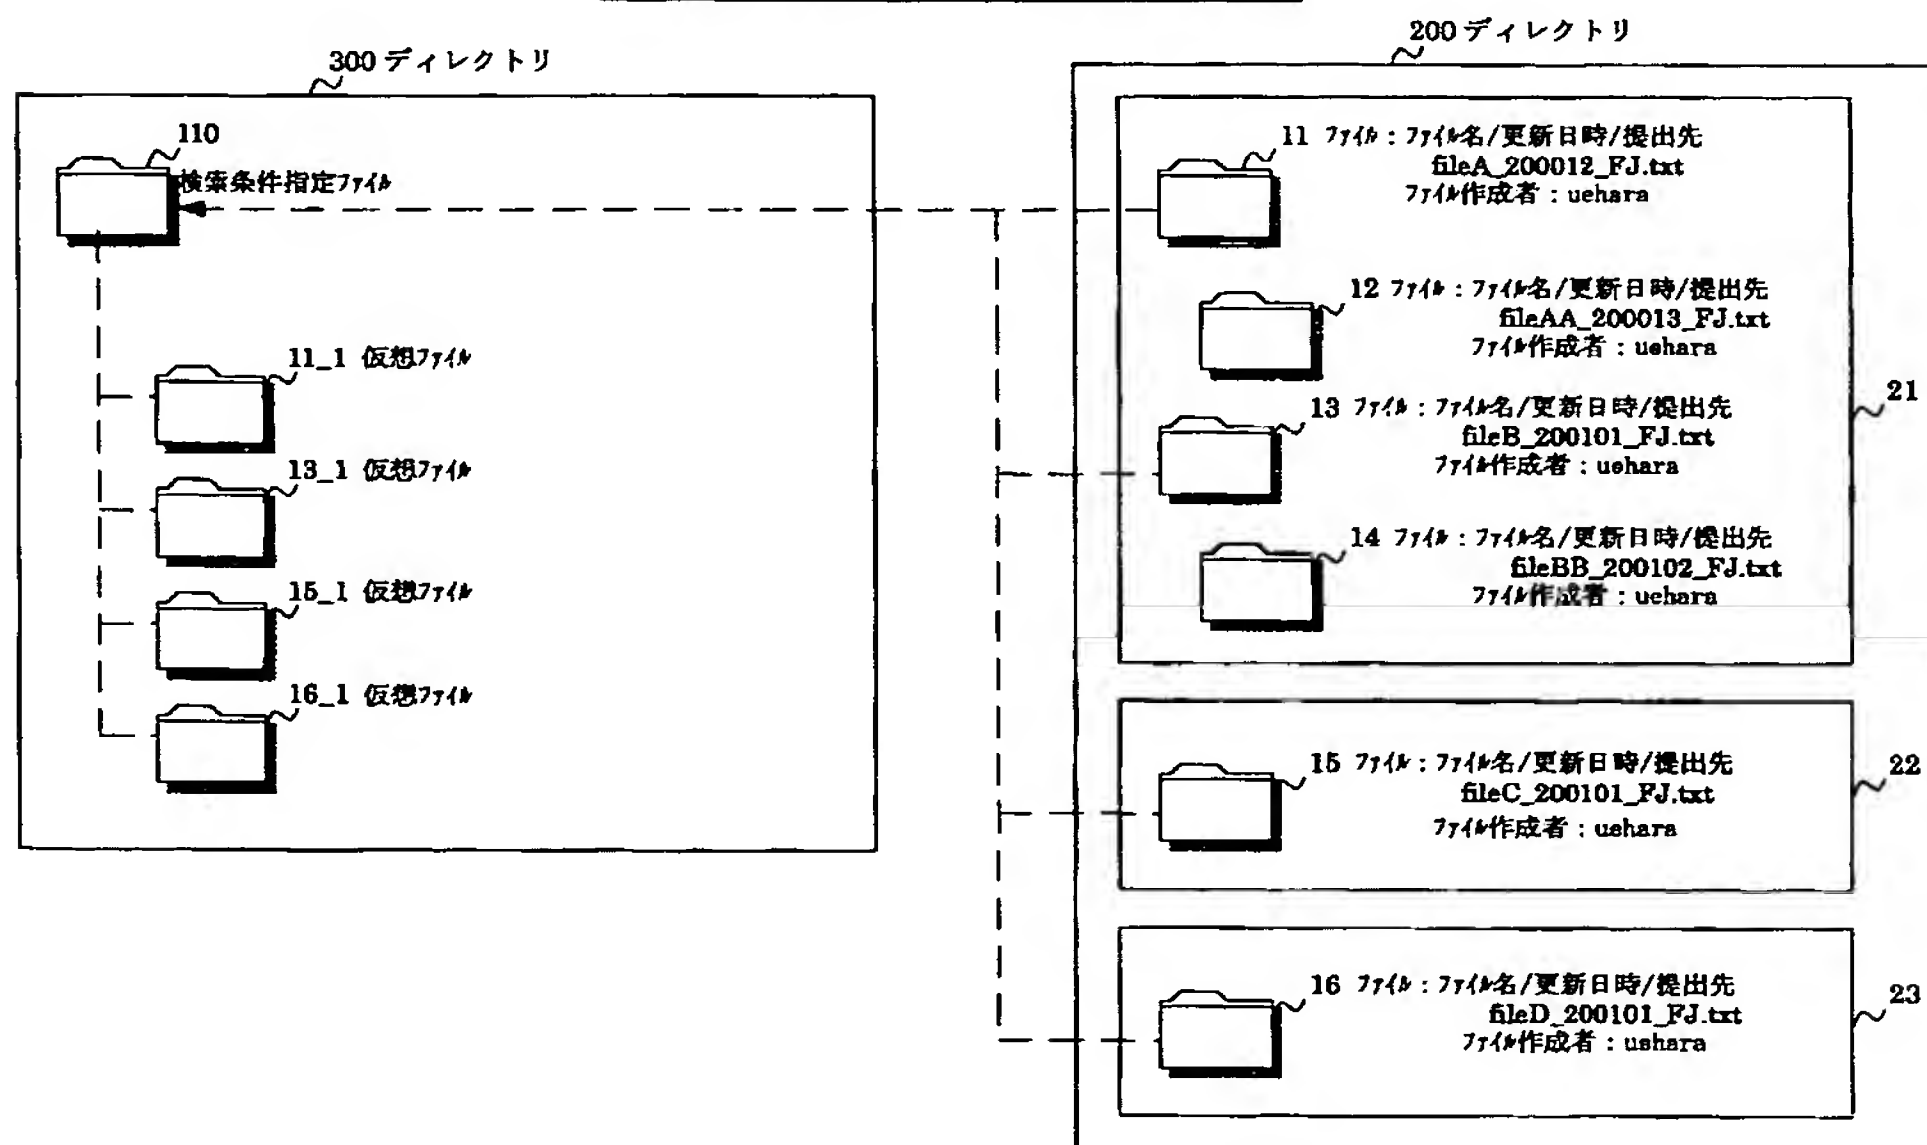 300 ディレクトリ
110
検索条件指定ファイル
11_1 仮想ファイル
13_1 仮想ファイル
15_1 仮想ファイル
16_1 仮想ファイル
200 ディレクトリ
11 ファイル：ファイル名/更新日時/提出先
fileA_200012_FJ.txt
ファイル作成者：uehara
12 ファイル：ファイル名/更新日時/提出先
fileAA_200013_FJ.txt
ファイル作成者：uehara
13 ファイル：ファイル名/更新日時/提出先
fileB_200101_FJ.txt
ファイル作成者：uehara
14 ファイル：ファイル名/更新日時/提出先
fileBB_200102_FJ.txt
ファイル作成者：uehara
21
15 ファイル：ファイル名/更新日時/提出先
fileC_200101_FJ.txt
ファイル作成者：uehara
22
16 ファイル：ファイル名/更新日時/提出先
fileD_200101_FJ.txt
ファイル作成者：uehara
23